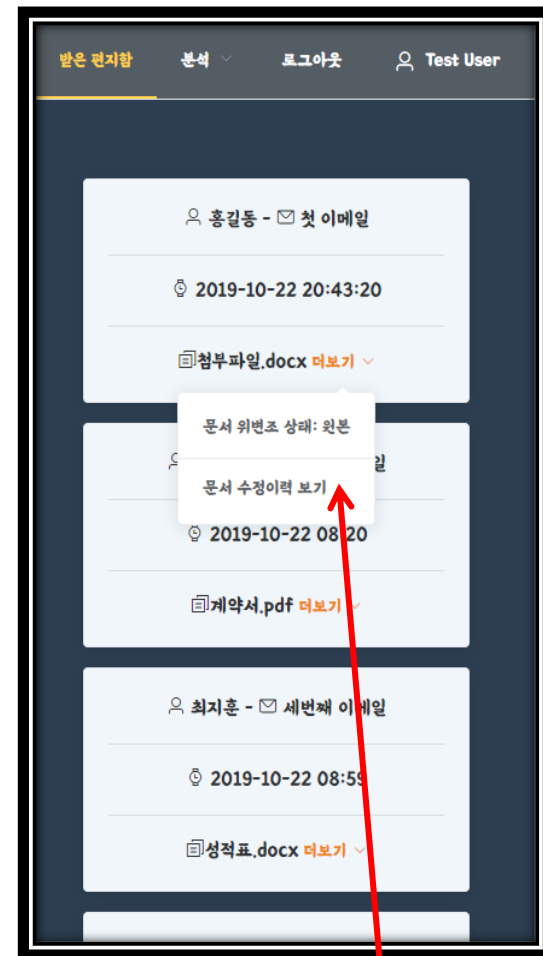 받은 편지함 분석 로그아웃 Test User
홍길동 - 첫 이메일
2019-10-22 20:43:20
첨부파일.docx 더보기
문서 위변조 상태: 원본
문서 수정이력 보기
일
2019-10-22 08 20
계약서.pdf 더보기
최지훈 - 세번째 이메일
2019-10-22 08:59
성적표.docx 더보기